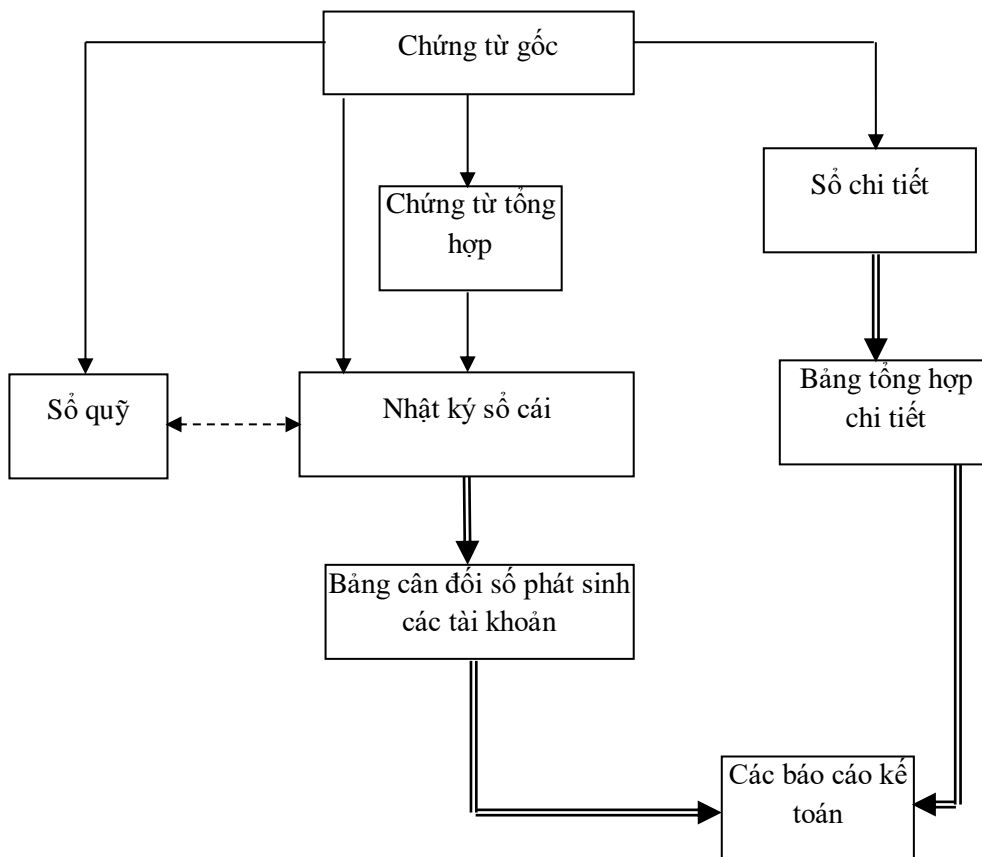 Chứng từ gốc
Sổ chi tiết
Chứng từ tổng
hợp
Sổ quỹ
Nhật ký sổ cái
Bảng tổng hợp
chi tiết
Bảng cân đối số phát sinh
các tài khoản
Các báo cáo kế
toán